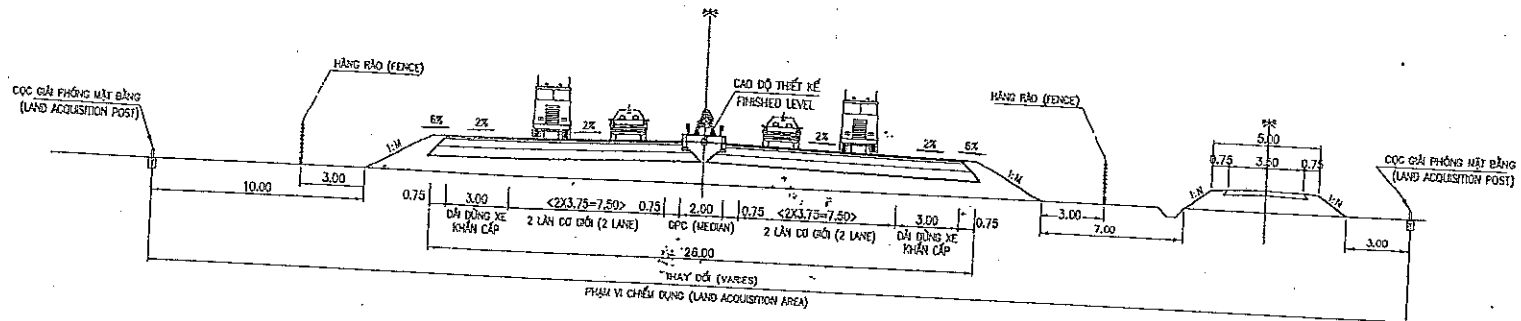 HÀNG RÀO (FENCE)
CỌC GIẢI PHÓNG MẶT BẰNG
(LAND ACQUISITION POST)
CAO ĐỘ THIẾT KẾ
FINISHED LEVEL
HÀNG RÀO (FENCE)
CỌC GIẢI PHÓNG MẶT BẰNG
(LAND ACQUISITION POST)
6% 2% 2% 2% 2% 6%
1:M 1:M
5.00
0.75 3.50 0.75
1:N 1:N
10.00 3.00
0.75 3.00 <2X3.75=7.50> 0.75 2.00 0.75 <2X3.75=7.50> 3.00 0.75
DẢI DỪNG XE
KHẨN CẤP
2 LÀN CƠ GIỚI (2 LANE)
GPC (MEDIAN)
2 LÀN CƠ GIỚI (2 LANE)
DẢI DỪNG XE
KHẨN CẤP
3.00
7.00
3.00
26.00
THAY ĐỔI (VARIES)
PHẠM VI CHIẾM DỤNG (LAND ACQUISITION AREA)